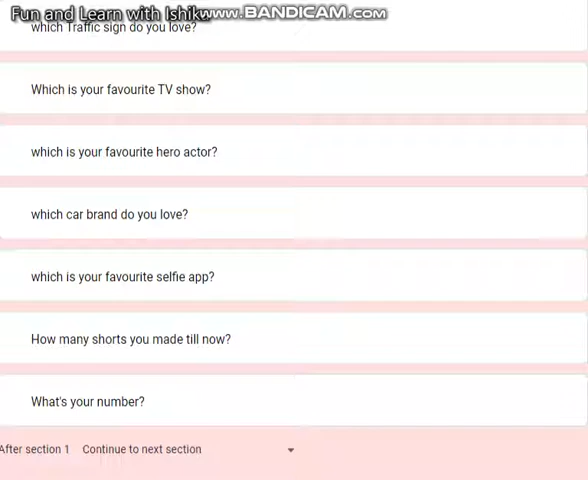 Fun and Learn with Ishika
www.BANDICAM.com
which Traffic sign do you love?
Which is your favourite TV show?
which is your favourite hero actor?
which car brand do you love?
which is your favourite selfie app?
How many shorts you made till now?
What's your number?
After section 1 Continue to next section